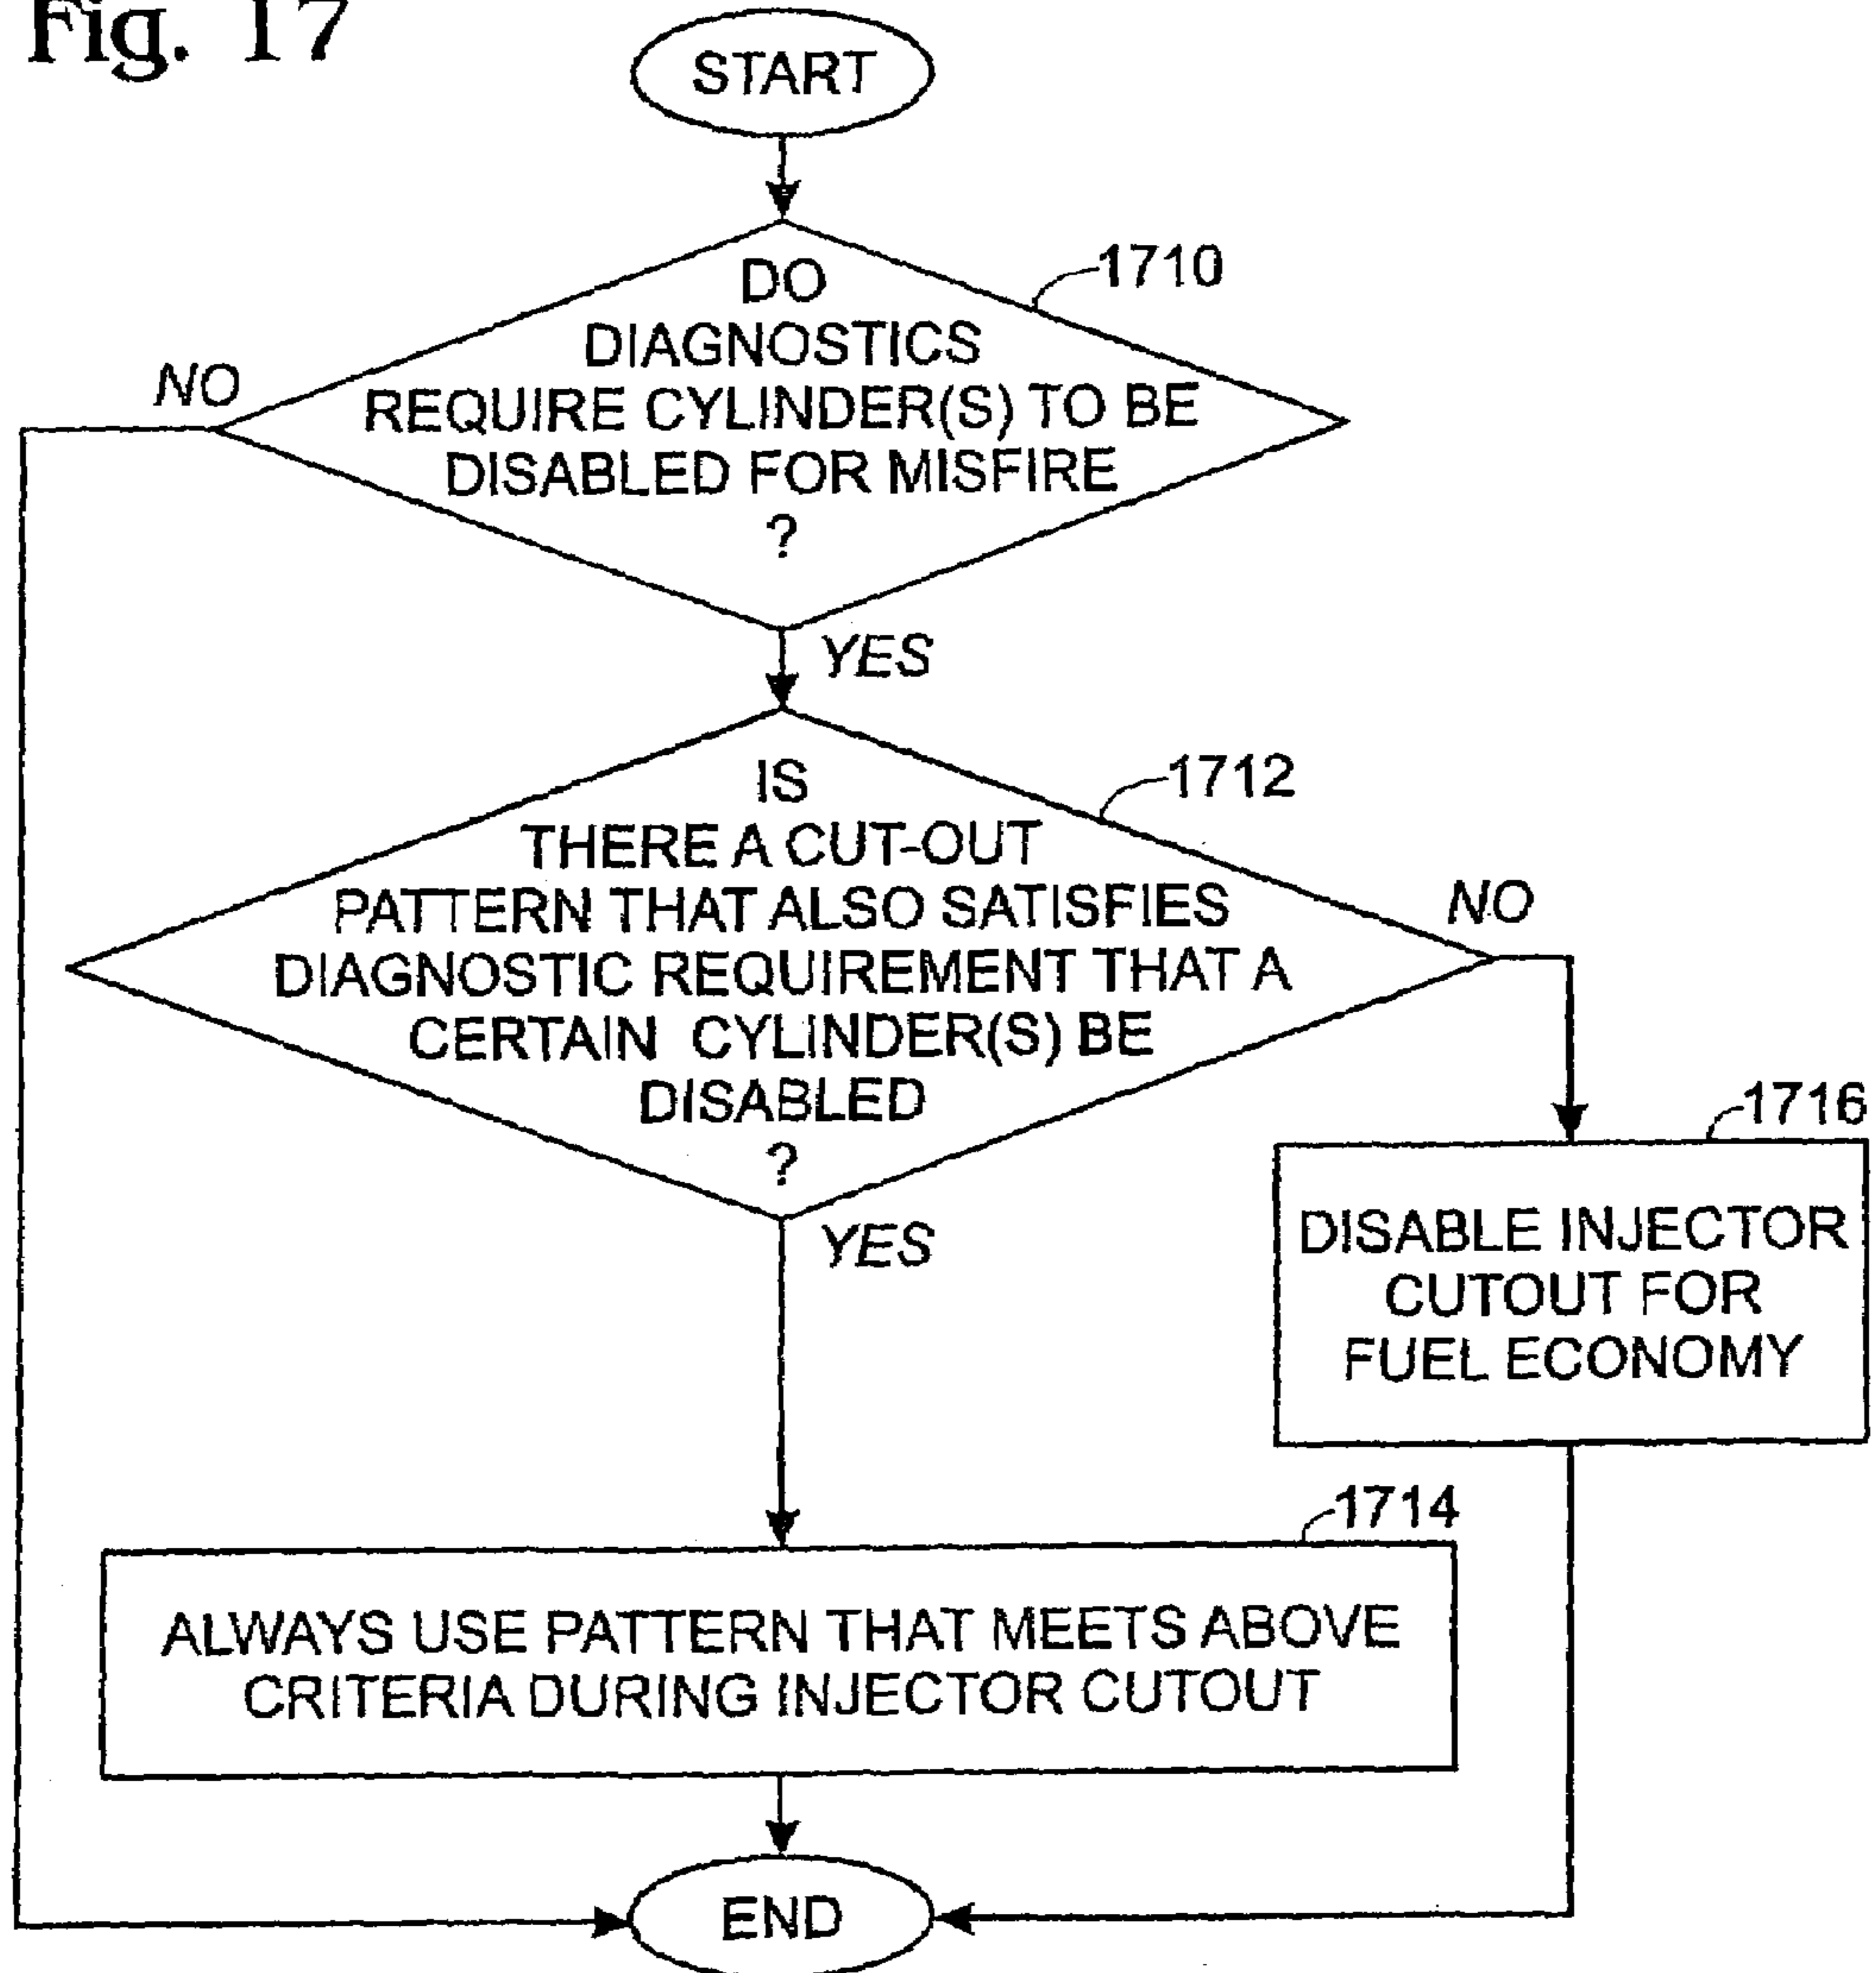 Fig. 17
START
1710
DO
DIAGNOSTICS
REQUIRE CYLINDER(S) TO BE
DISABLED FOR MISFIRE
?
NO
YES
1712
IS
THERE A CUT-OUT
PATTERN THAT ALSO SATISFIES
DIAGNOSTIC REQUIREMENT THAT A
CERTAIN CYLINDER(S) BE
DISABLED
?
NO
YES
1716
DISABLE INJECTOR
CUTOUT FOR
FUEL ECONOMY
1714
ALWAYS USE PATTERN THAT MEETS ABOVE
CRITERIA DURING INJECTOR CUTOUT
END